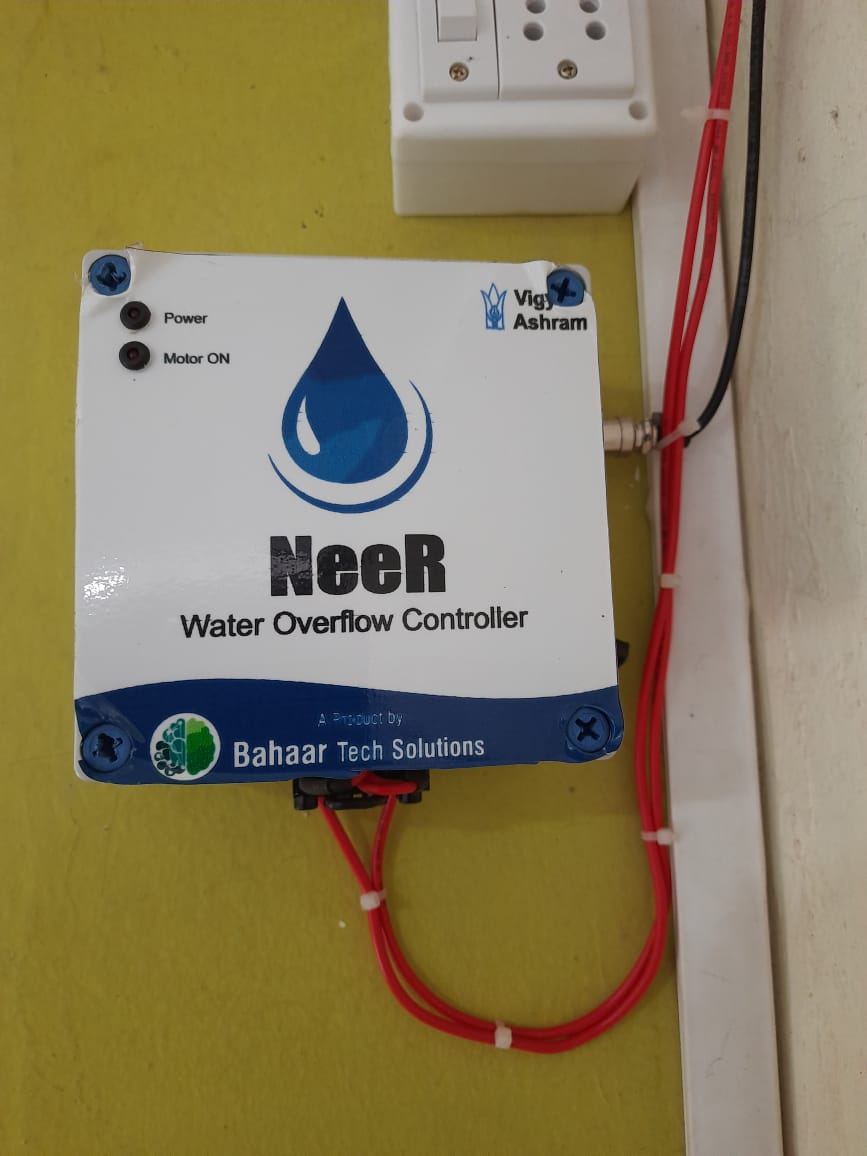 Power
Motor ON
Ashram
NeeR
Water Overflow Controller
A Product by
Bahaar Tech Solutions